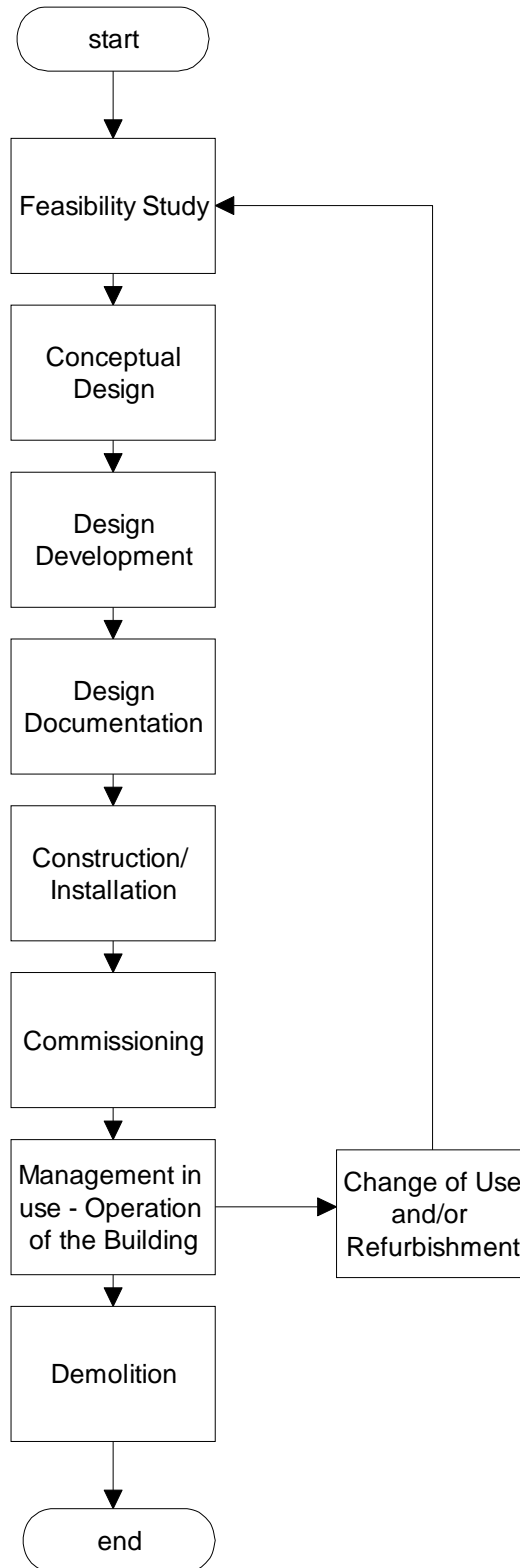 start
Feasibility Study
Conceptual
Design
Design
Development
Design
Documentation
Construction/
Installation
Commissioning
Management in
use - Operation
of the Building
Change of Use
and/or
Refurbishment
Demolition
end